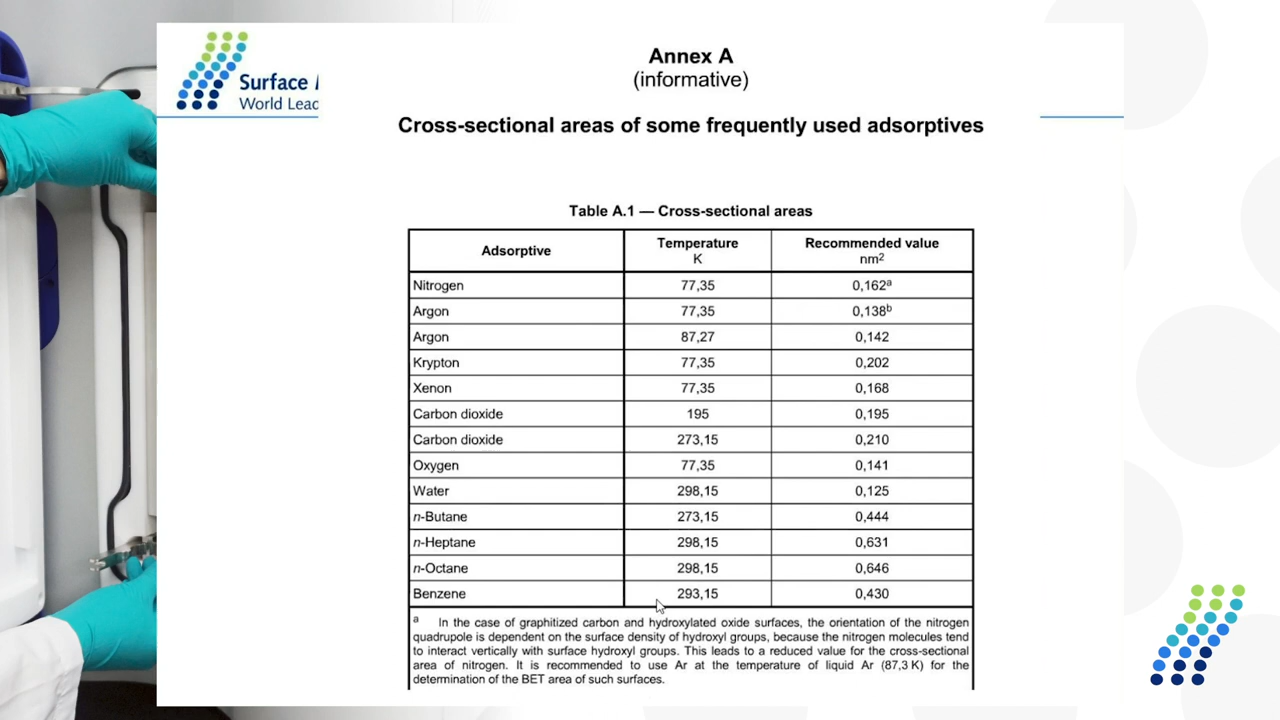 Surface
World Leac
Annex A
(informative)
Cross-sectional areas of some frequently used adsorptives
Table A.1 — Cross-sectional areas
Adsorptive Temperature K Recommended value nm²
Nitrogen 77,35 0,162ᵃ
Argon 77,35 0,138ᵇ
Argon 87,27 0,142
Krypton 77,35 0,202
Xenon 77,35 0,168
Carbon dioxide 195 0,195
Carbon dioxide 273,15 0,210
Oxygen 77,35 0,141
Water 298,15 0,125
n-Butane 273,15 0,444
n-Heptane 298,15 0,631
n-Octane 298,15 0,646
Benzene 293,15 0,430
a In the case of graphitized carbon and hydroxylated oxide surfaces, the orientation of the nitrogen
quadrupole is dependent on the surface density of hydroxyl groups, because the nitrogen molecules tend
to interact vertically with surface hydroxyl groups. This leads to a reduced value for the cross-sectional
area of nitrogen. It is recommended to use Ar at the temperature of liquid Ar (87,3 K) for the
determination of the BET area of such surfaces.